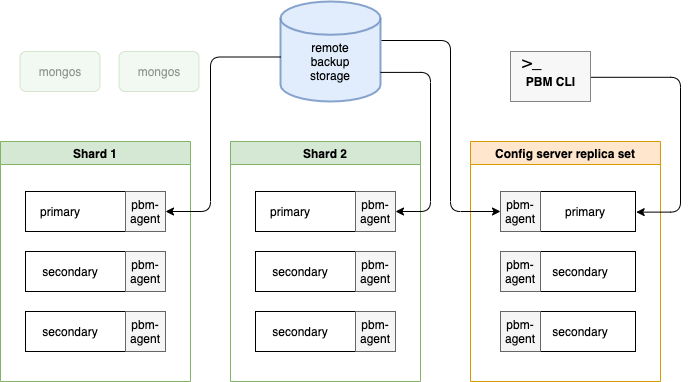 mongos
mongos
remote
backup
storage
>_
PBM CLI
Shard 1
Shard 2
Config server replica set
primary
pbm-
agent
primary
pbm-
agent
pbm-
agent
primary
secondary
pbm-
agent
secondary
pbm-
agent
pbm-
agent
secondary
secondary
pbm-
agent
secondary
pbm-
agent
pbm-
agent
secondary